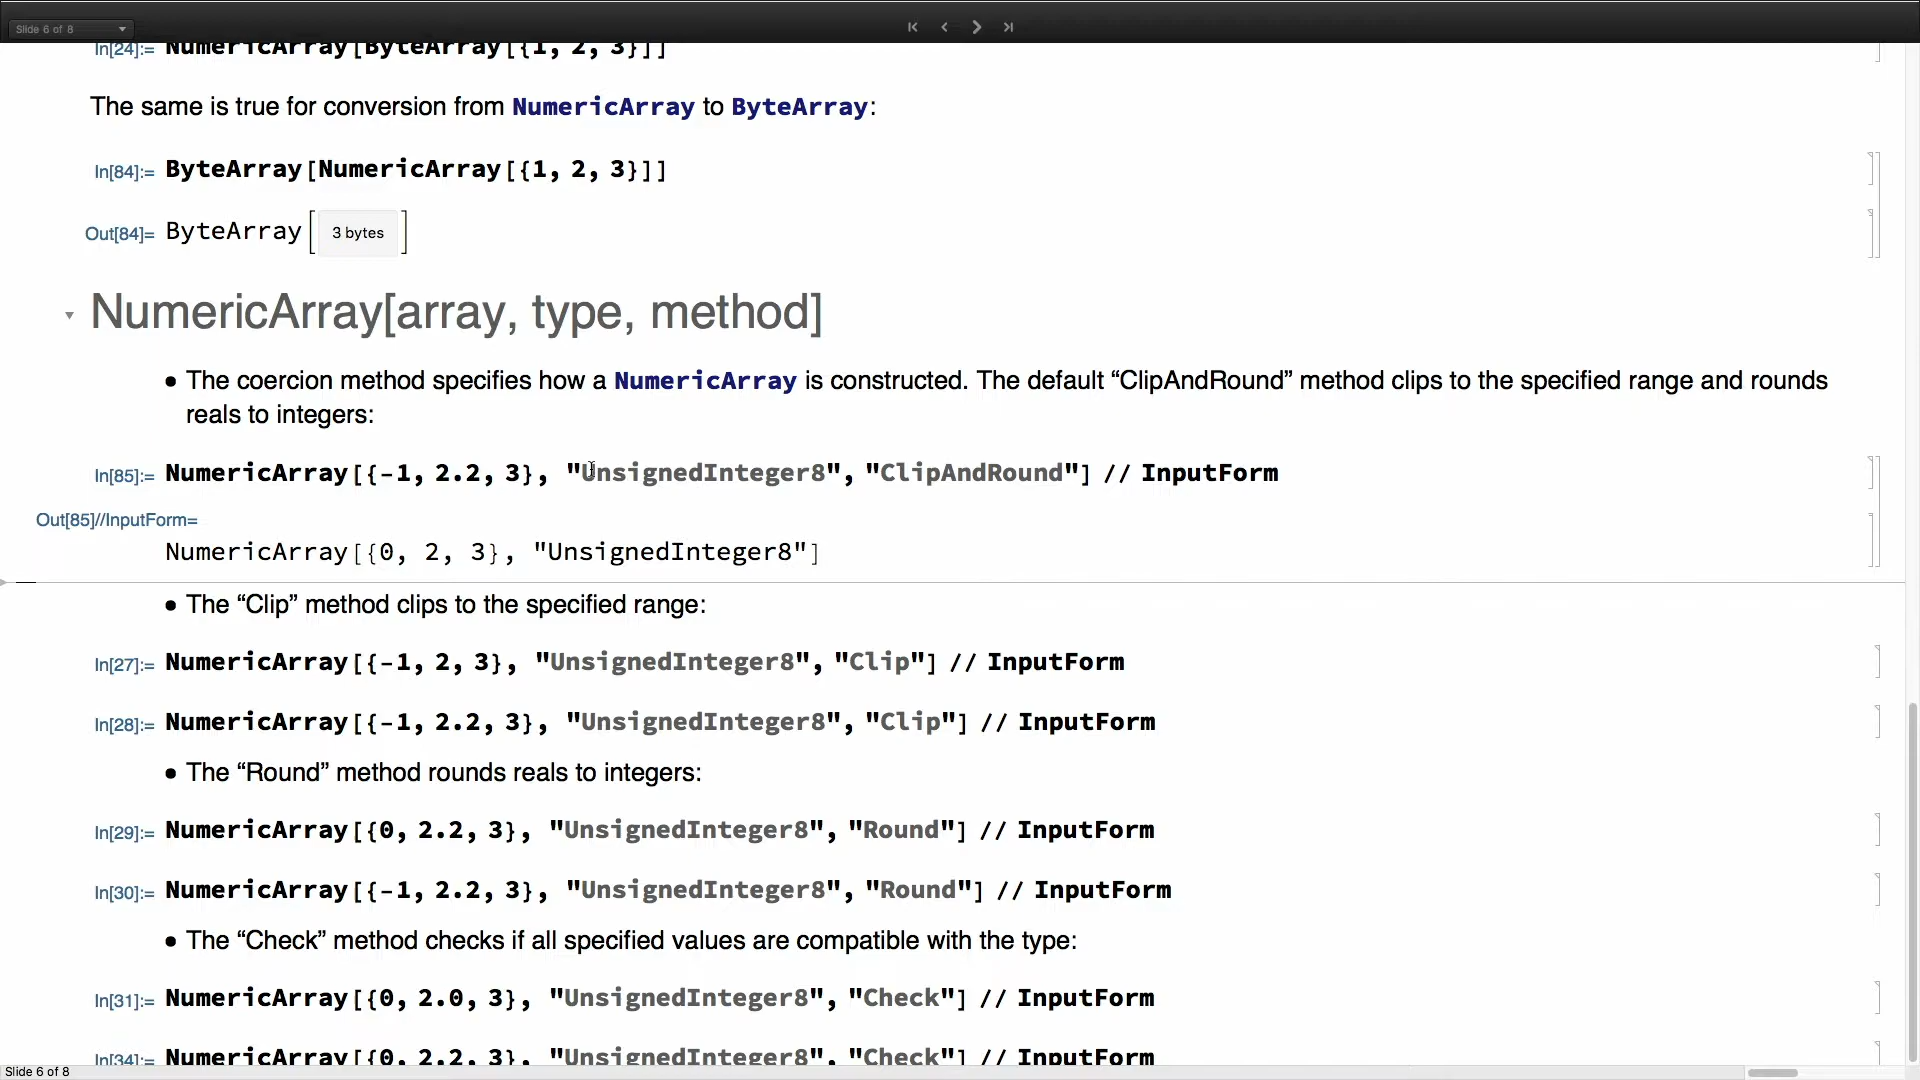 Slide 6 of 8
In[24]:= NumericArray[ByteArray[{1, 2, 3}]]
The same is true for conversion from NumericArray to ByteArray:
In[84]:= ByteArray[NumericArray[{1, 2, 3}]]
Out[84]= ByteArray[ 3 bytes ]
NumericArray[array, type, method]
• The coercion method specifies how a NumericArray is constructed. The default “ClipAndRound” method clips to the specified range and rounds
reals to integers:
In[85]:= NumericArray[{-1, 2.2, 3}, "UnsignedInteger8", "ClipAndRound"] // InputForm
Out[85]//InputForm=
NumericArray[{0, 2, 3}, "UnsignedInteger8"]
• The “Clip” method clips to the specified range:
In[27]:= NumericArray[{-1, 2, 3}, "UnsignedInteger8", "Clip"] // InputForm
In[28]:= NumericArray[{-1, 2.2, 3}, "UnsignedInteger8", "Clip"] // InputForm
• The “Round” method rounds reals to integers:
In[29]:= NumericArray[{0, 2.2, 3}, "UnsignedInteger8", "Round"] // InputForm
In[30]:= NumericArray[{-1, 2.2, 3}, "UnsignedInteger8", "Round"] // InputForm
• The “Check” method checks if all specified values are compatible with the type:
In[31]:= NumericArray[{0, 2.0, 3}, "UnsignedInteger8", "Check"] // InputForm
In[34]:= NumericArray[{0, 2.2, 3}, "UnsignedInteger8", "Check"] // InputForm
Slide 6 of 8